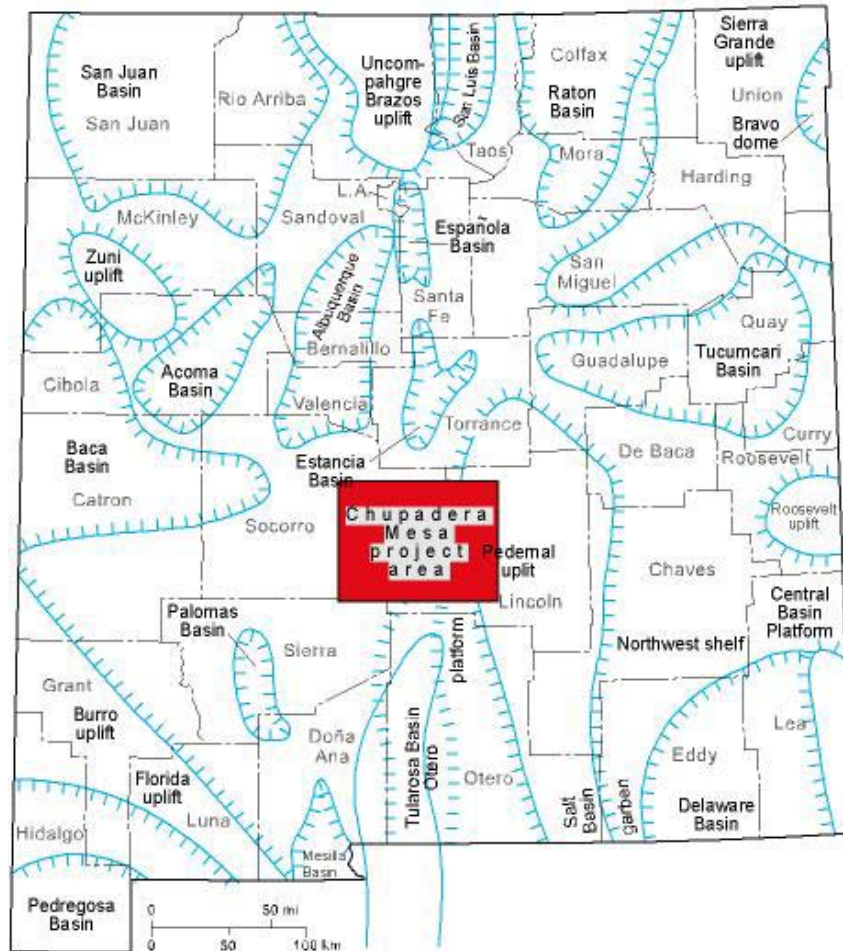 San Juan
Basin
San Juan
Rio Arriba
Uncom-
pahgre
Brazos
uplift
San Luis Basin
Taos
Colfax
Raton
Basin
Mora
Sierra
Grande
uplift
Union
Bravo
dome
Harding
McKinley
Sandoval
L.A.
Española
Basin
Santa
Fe
San
Miguel
Zuni
uplift
Albuquerque
Basin
Bernalillo
Quay
Guadalupe
Tucumcari
Basin
Cibola
Acoma
Basin
Valencia
Torrance
Estancia
Basin
De Baca
Curry
Roosevelt
Baca
Basin
Catron
Socorro
Chupadera
Mesa
project
area
Pedernal
uplit
Lincoln
Chaves
Roosevelt
uplift
Central
Basin
Platform
Northwest shelf
Palomas
Basin
Sierra
platform
Otero
Tularosa Basin
Grant
Burro
uplift
Doña
Ana
Florida
uplift
Luna
Otero
Salt
Basin
garben
Eddy
Lea
Delaware
Basin
Hidalgo
Mesilla
Basin
Pedregosa
Basin
0 50 mi
0 50 100 km